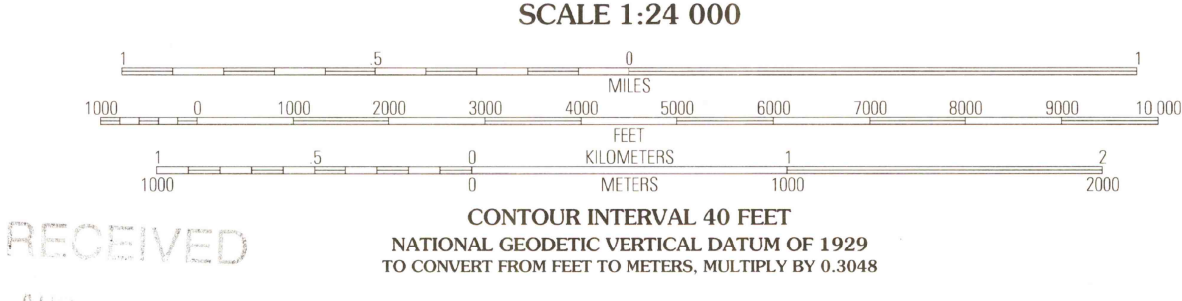 SCALE 1:24 000
1 .5 0 1
MILES
1000 0 1000 2000 3000 4000 5000 6000 7000 8000 9000 10 000
FEET
1 .5 0 KILOMETERS 1 2
1000 0 METERS 1000 2000
CONTOUR INTERVAL 40 FEET
RECEIVED
NATIONAL GEODETIC VERTICAL DATUM OF 1929
TO CONVERT FROM FEET TO METERS, MULTIPLY BY 0.3048